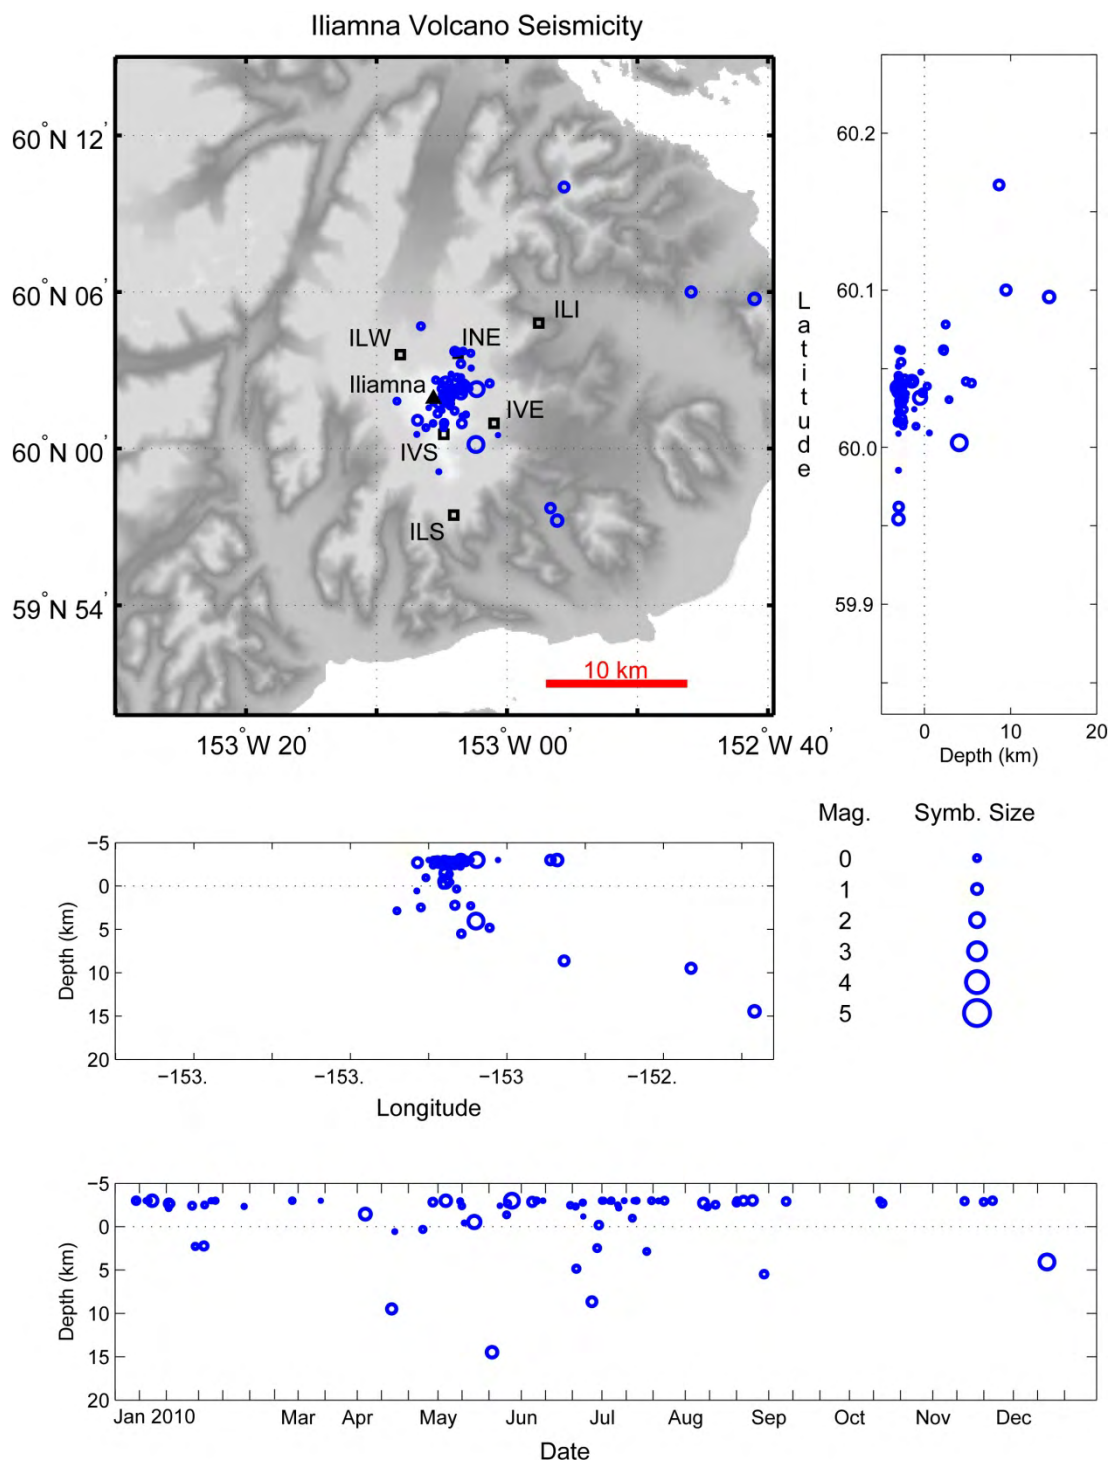 Iliamna Volcano Seismicity
60°N 12'
60°N 06'
60°N 00'
59°N 54'
ILW
INE
ILI
Iliamna
IVE
IVS
ILS
10 km
153°W 20'
153°W 00'
152°W 40'
Latitude
60.2
60.1
60.0
59.9
0 10 20
Depth (km)
−5
0
5
10
15
20
Depth (km)
−153. −153. −153 −152.
Longitude
Mag. Symb. Size
0
1
2
3
4
5
−5
0
5
10
15
20
Depth (km)
Jan 2010 Mar Apr May Jun Jul Aug Sep Oct Nov Dec
Date